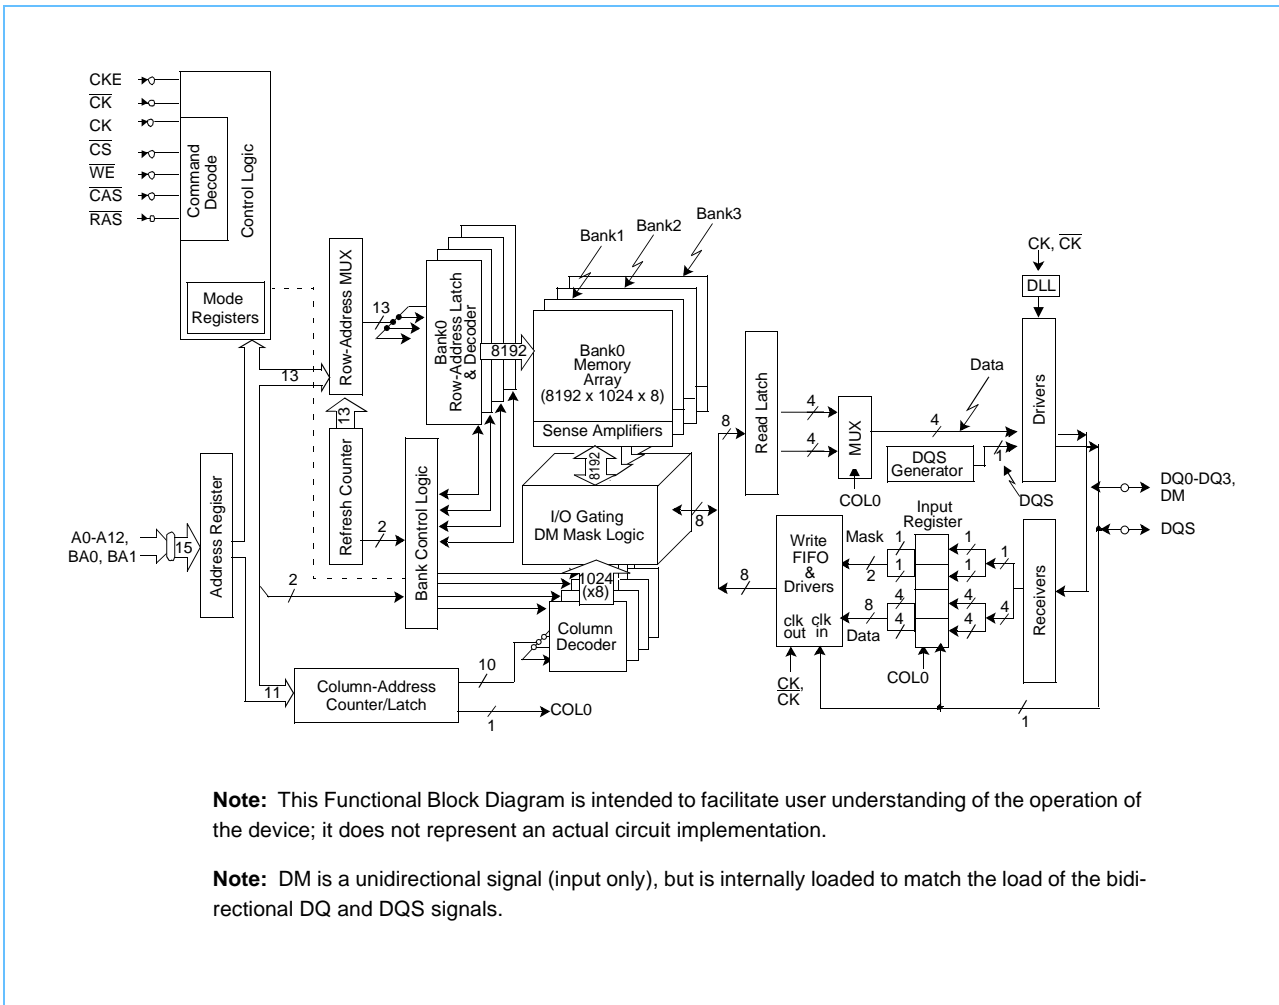 CKE
CK
CK
CS
WE
CAS
RAS
Command Decode
Control Logic
Mode
Registers
Row-Address MUX
13
13
13
Refresh Counter
2
Bank0
Row-Address Latch
& Decoder
8192
Bank1
Bank2
Bank3
Bank0
Memory
Array
(8192 x 1024 x 8)
Sense Amplifiers
8192
I/O Gating
DM Mask Logic
Bank Control Logic
1024
(x8)
Column
Decoder
A0-A12,
BA0, BA1
15
Address Register
2
11
Column-Address
Counter/Latch
10
1
COL0
8
8
8
Read Latch
4
4
MUX
COL0
4
Data
DQS
Generator
1
DQS
CK, CK
DLL
Drivers
DQ0-DQ3,
DM
DQS
Input
Register
Mask
1
1
2
1
1
1
Write
FIFO
&
Drivers
8
4
4
4
4
4
Data
clk
out
clk
in
CK,
CK
COL0
Receivers
1
Note: This Functional Block Diagram is intended to facilitate user understanding of the operation of
the device; it does not represent an actual circuit implementation.
Note: DM is a unidirectional signal (input only), but is internally loaded to match the load of the bidi-
rectional DQ and DQS signals.